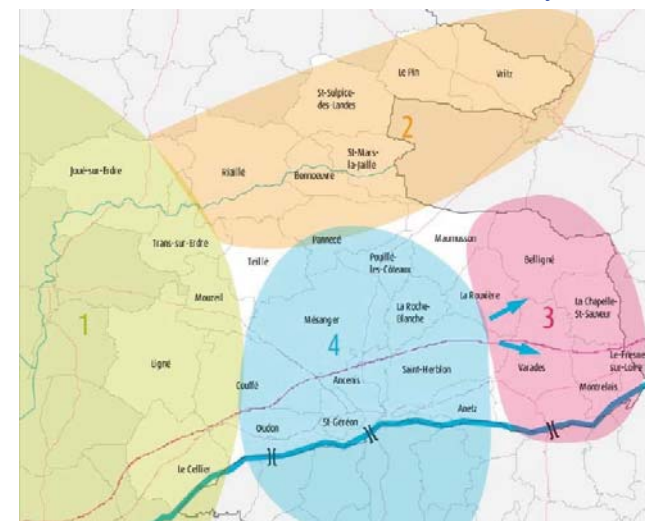 Le Pin
Vritz
St-Sulpice-
des-Landes
2
St-Mars-
la-Jaille
Joué-sur-Erdre
Riaillé
Bonnoeuvre
Trans-sur-Erdre
Teillé
Pannecé
Pouillé-
les-Côteaux
Maumusson
Belligné
Mouzeil
Mésanger
La Roche-
Blanche
La Rouxière
La Chapelle-
St-Sauveur
1
4
3
Ligné
Couffé
Ancenis
Saint-Herblon
Varades
Le-Fresne-
sur-Loire
Montrelais
Oudon
St-Géréon
Anetz
Le Cellier